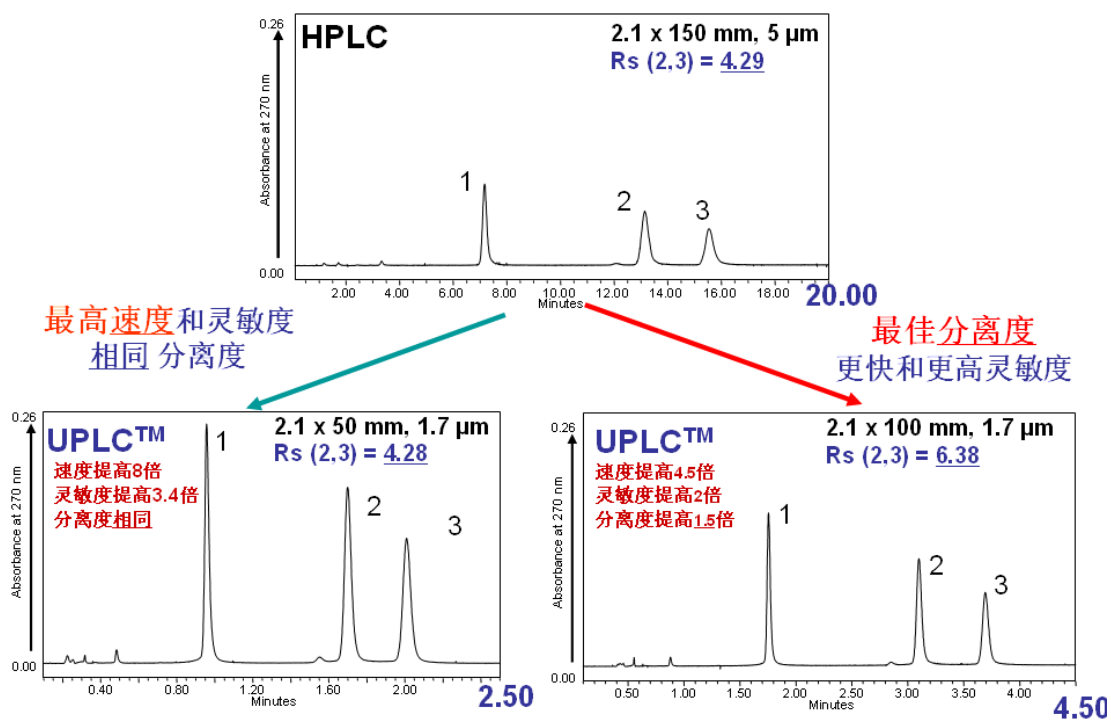 HPLC
2.1 x 150 mm, 5 µm
Rs (2,3) = 4.29
0.26
Absorbance at 270 nm
0.00
1
2
3
2.00 4.00 6.00 8.00 10.00 12.00 14.00 16.00 18.00
Minutes
20.00
最高速度和灵敏度
相同 分离度
最佳分离度
更快和更高灵敏度
0.26
UPLC™
2.1 x 50 mm, 1.7 µm
Rs (2,3) = 4.28
速度提高8倍
灵敏度提高3.4倍
分离度相同
Absorbance at 270 nm
0.00
1
2
3
0.40 0.80 1.20 1.60 2.00
Minutes
2.50
0.26
UPLC™
2.1 x 100 mm, 1.7 µm
Rs (2,3) = 6.38
速度提高4.5倍
灵敏度提高2倍
分离度提高1.5倍
Absorbance at 270 nm
0.00
1
2
3
0.50 1.00 1.50 2.00 2.50 3.00 3.50 4.00
Minutes
4.50